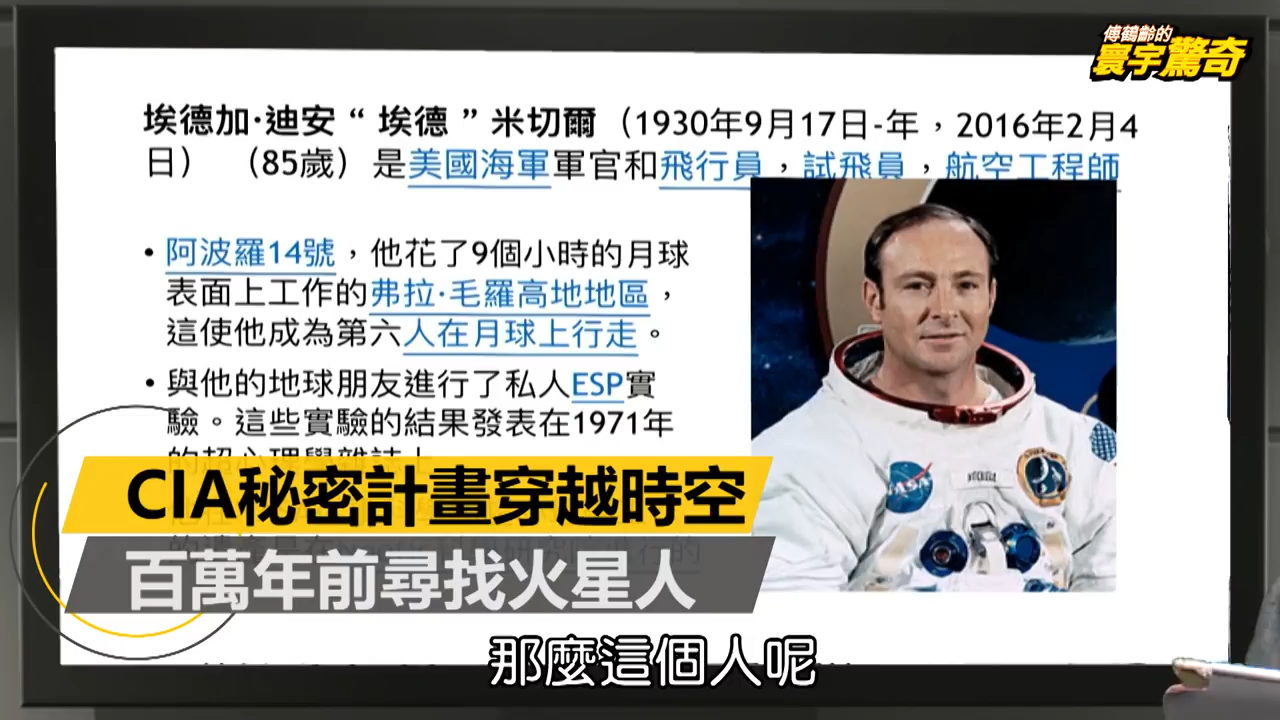 傅鶴齡的
寰宇驚奇
埃德加·迪安 “ 埃德 ” 米切爾（1930年9月17日-年，2016年2月4
日） （85歲）是美國海軍軍官和飛行員，試飛員，航空工程師
• 阿波羅14號，他花了9個小時的月球
表面上工作的弗拉·毛羅高地地區，
這使他成為第六人在月球上行走。
• 與他的地球朋友進行了私人ESP實
驗。這些實驗的結果發表在1971年
的超心理學雜誌上
CIA秘密計畫穿越時空
百萬年前尋找火星人
NASA
那麼這個人呢